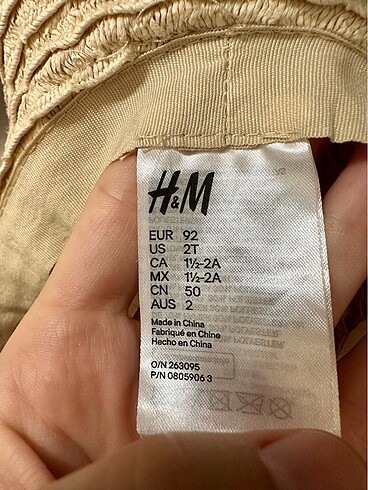 H&M
EUR 92
US 2T
CA 1½-2A
MX 1½-2A
CN 50
AUS 2
Made in China
Fabriqué en Chine
Hecho en China
O/N 263095
P/N 0805906 3